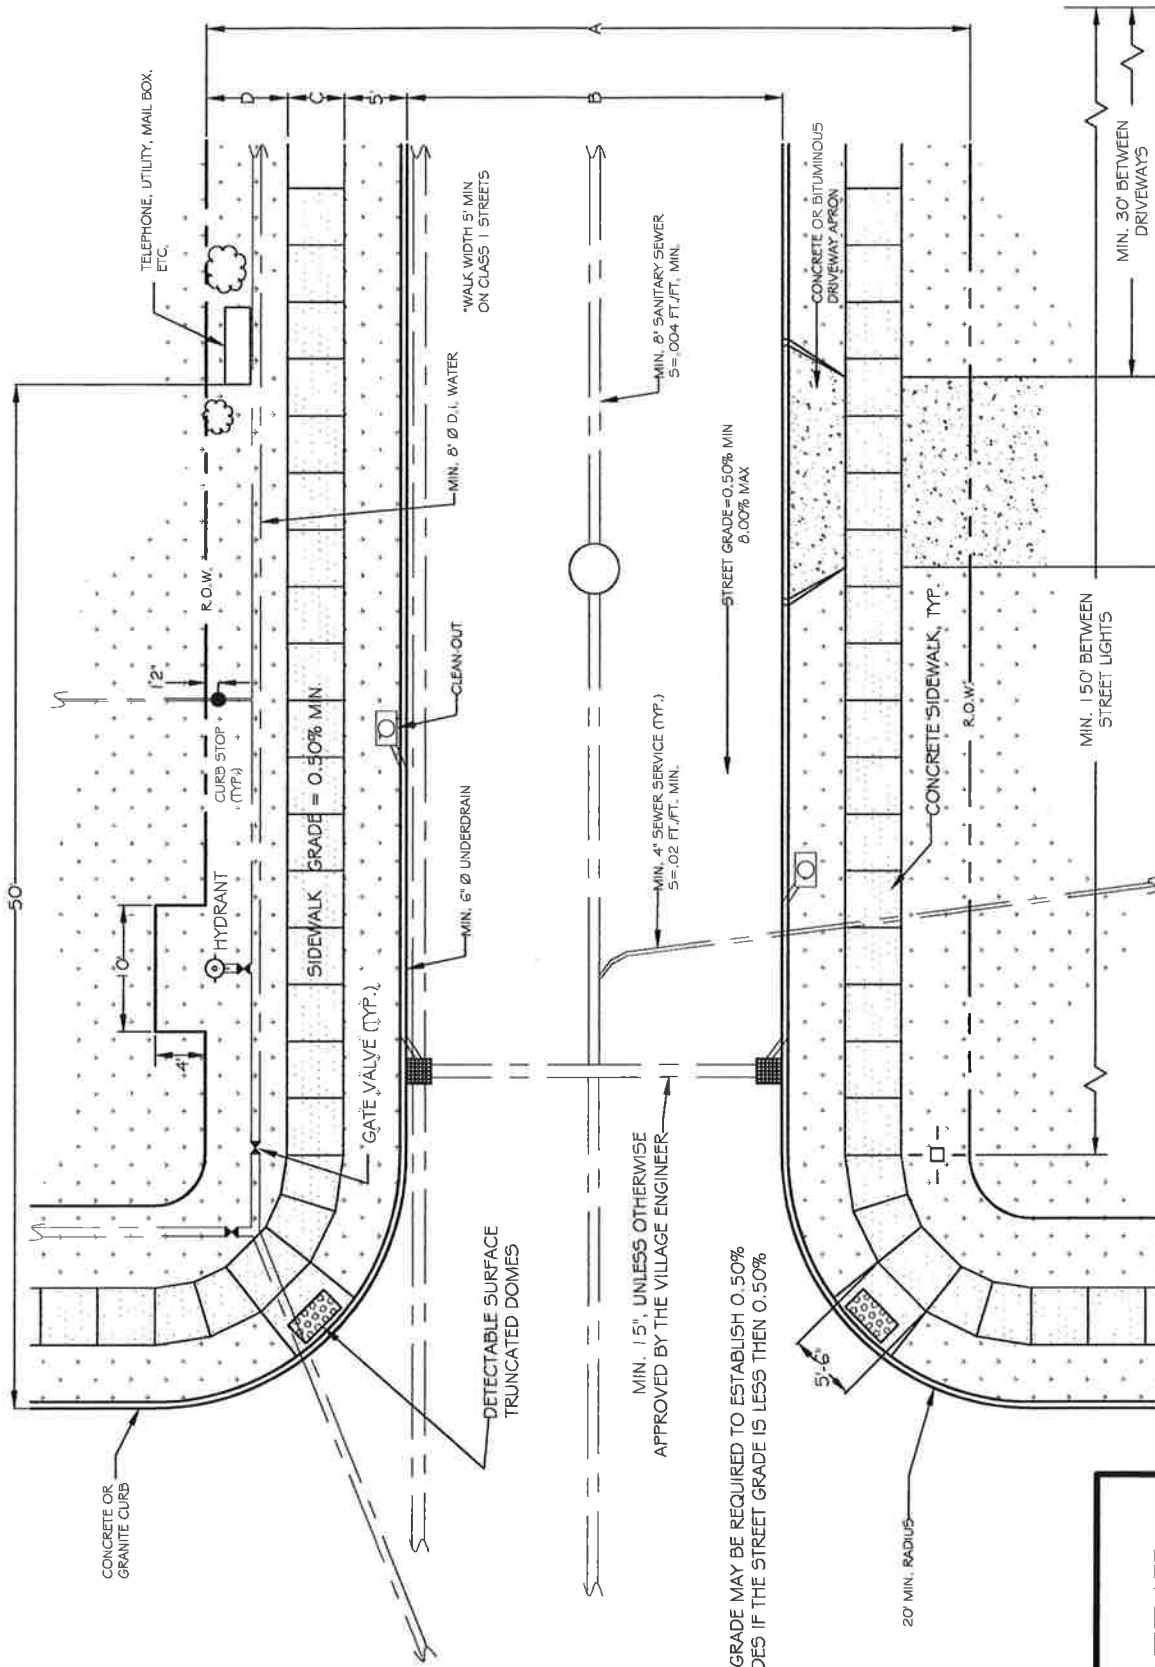 50'
A
D
C
5'
B
TELEPHONE, UTILITY, MAIL BOX,
ETC.
R.O.W.
12"
CURB STOP
(TYP.)
10'
HYDRANT
4'
SIDEWALK GRADE = 0.50% MIN.
GATE VALVE (TYP.)
*WALK WIDTH 5' MIN
ON CLASS I STREETS
MIN. 8" Ø D.I. WATER
CLEAN-OUT
MIN. 6" Ø UNDERDRAIN
CONCRETE OR
GRANITE CURB
DETECTABLE SURFACE
TRUNCATED DOMES
MIN. 8" SANITARY SEWER
S=.004 FT./FT. MIN.
MIN. 4" SEWER SERVICE (TYP.)
S=.02 FT./FT. MIN.
MIN. 15", UNLESS OTHERWISE
APPROVED BY THE VILLAGE ENGINEER
STREET GRADE=0.50% MIN
8.00% MAX
CONCRETE OR BITUMINOUS
DRIVEWAY APRON
CONCRETE SIDEWALK, TYP.
R.O.W.
MIN. 30' BETWEEN
DRIVEWAYS
MIN. 150' BETWEEN
STREET LIGHTS
5'-6"
20' MIN. RADIUS
GRADE MAY BE REQUIRED TO ESTABLISH 0.50%
DES IF THE STREET GRADE IS LESS THEN 0.50%